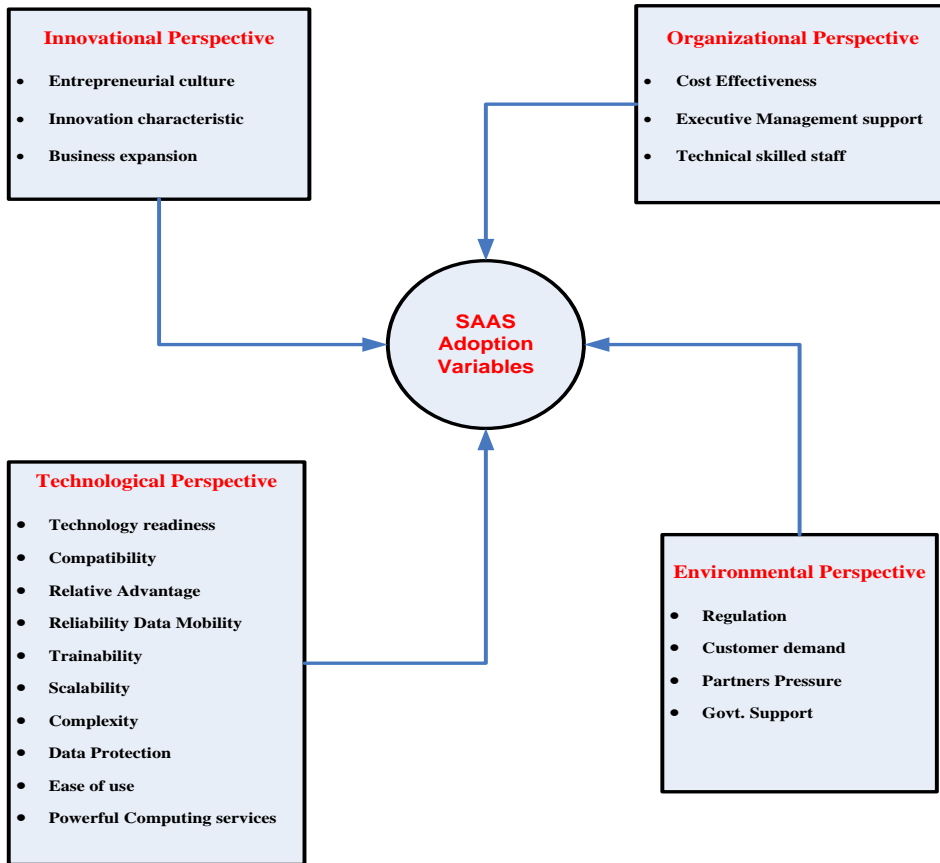 Innovational Perspective
• Entrepreneurial culture
• Innovation characteristic
• Business expansion
Organizational Perspective
• Cost Effectiveness
• Executive Management support
• Technical skilled staff
SAAS
Adoption
Variables
Technological Perspective
• Technology readiness
• Compatibility
• Relative Advantage
• Reliability Data Mobility
• Trainability
• Scalability
• Complexity
• Data Protection
• Ease of use
• Powerful Computing services
Environmental Perspective
• Regulation
• Customer demand
• Partners Pressure
• Govt. Support